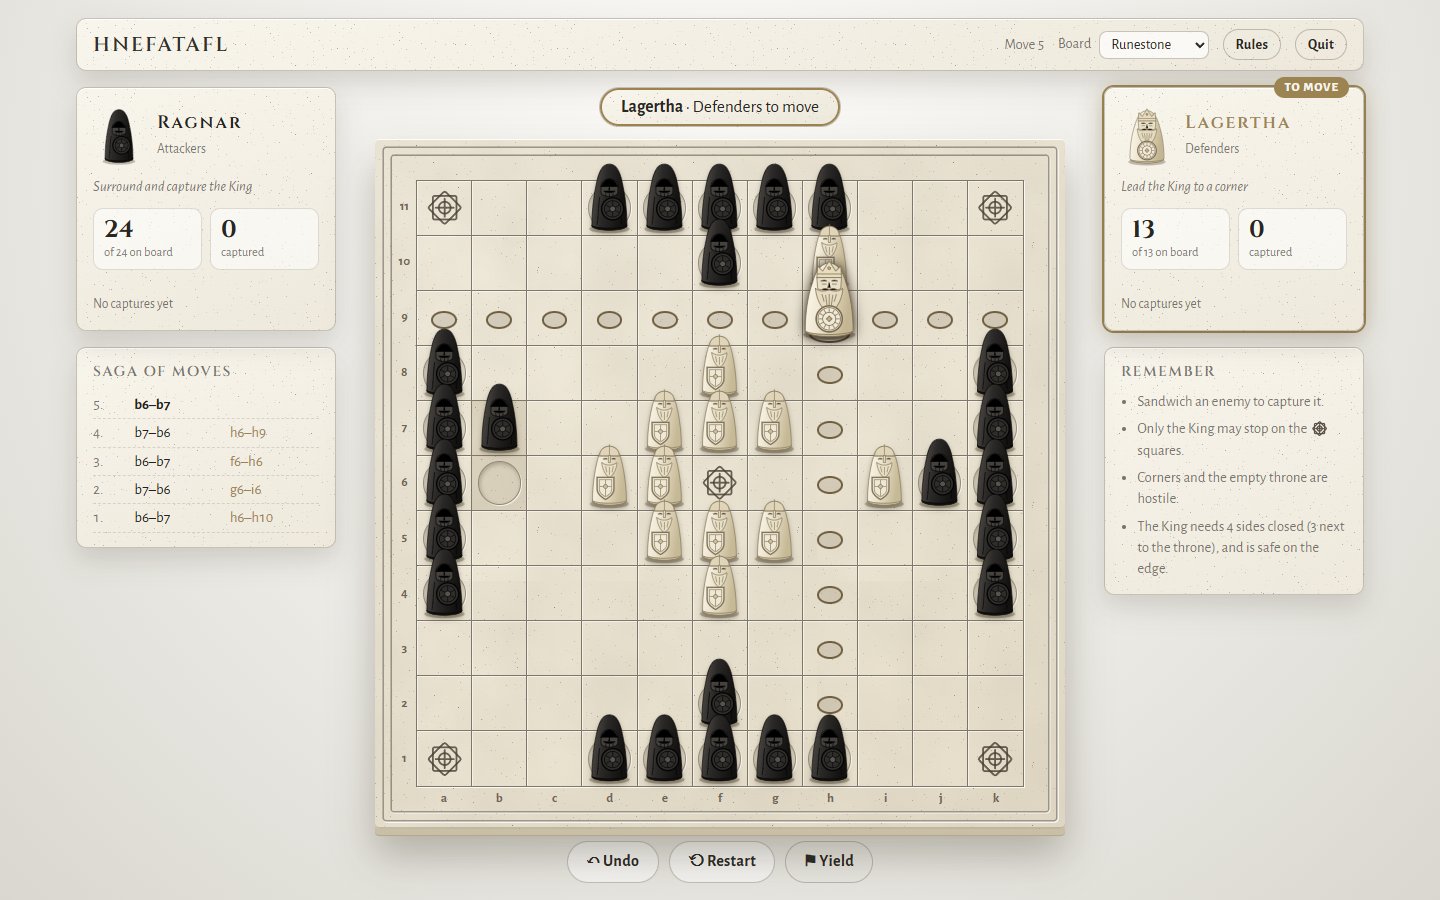 HNEFATAFL
Move 5 Board Runestone Rules Quit
Ragnar
Attackers
Surround and capture the King
24
of 24 on board
0
captured
No captures yet
SAGA OF MOVES
5. b6–b7
4. b7–b6 h6–h9
3. b6–b7 f6–h6
2. b7–b6 g6–i6
1. b6–b7 h6–h10
Lagertha · Defenders to move
11
10
9
8
7
6
5
4
3
2
1
a b c d e f g h i j k
Undo Restart Yield
TO MOVE
Lagertha
Defenders
Lead the King to a corner
13
of 13 on board
0
captured
No captures yet
REMEMBER
• Sandwich an enemy to capture it.
• Only the King may stop on the
squares.
• Corners and the empty throne are
hostile.
• The King needs 4 sides closed (3 next
to the throne), and is safe on the
edge.